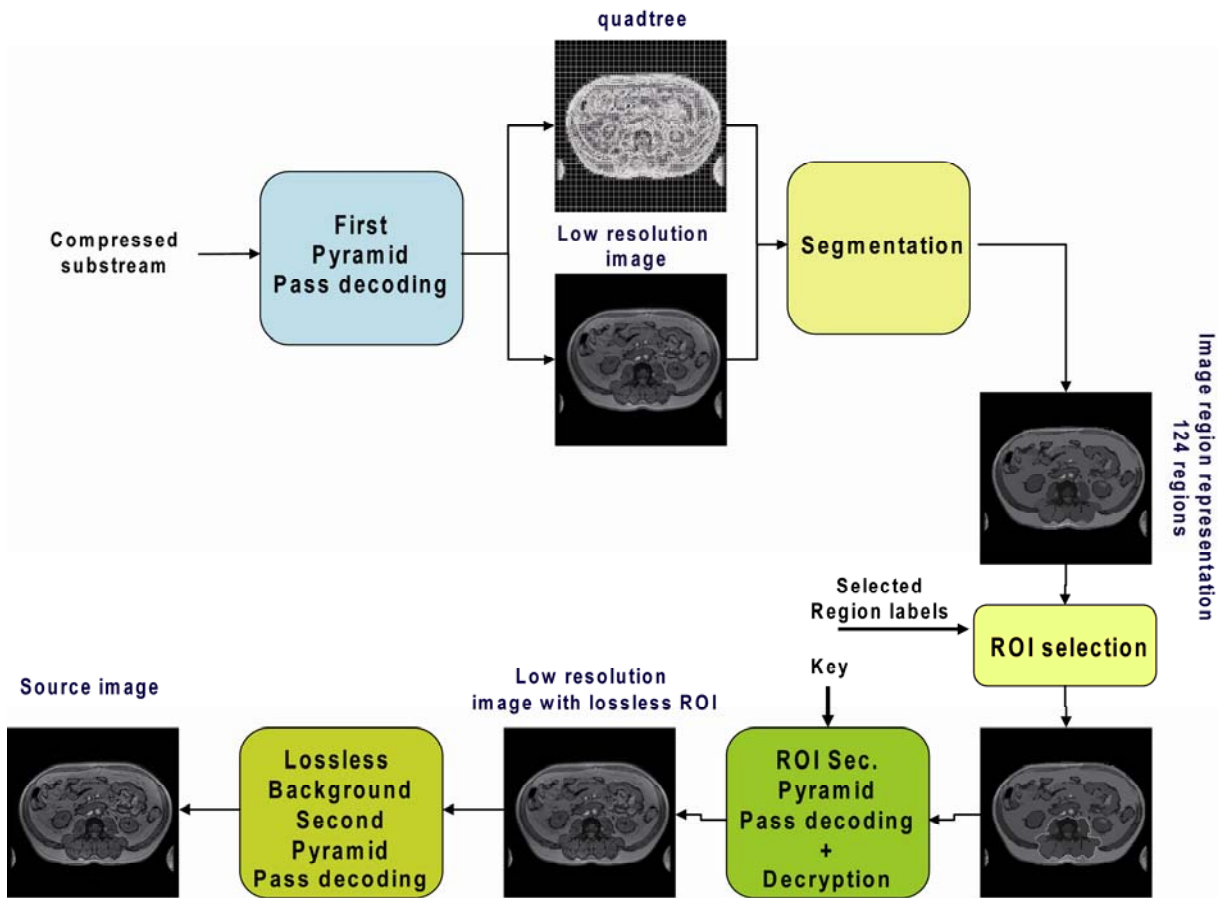 quadtree
Compressed
substream
First
Pyramid
Pass decoding
Low resolution
image
Segmentation
Image region representation
124 regions
Selected
Region labels
ROI selection
Key
Source image
Low resolution
image with lossless ROI
Lossless
Background
Second
Pyramid
Pass decoding
ROI Sec.
Pyramid
Pass decoding
+
Decryption